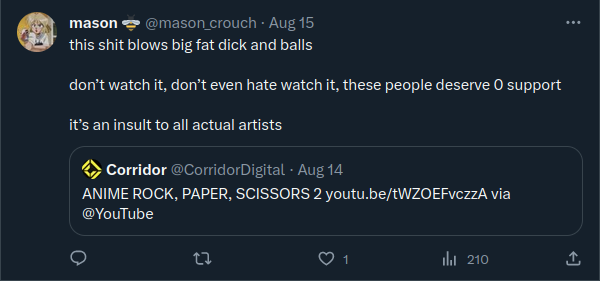 mason 🐝 @mason_crouch · Aug 15
this shit blows big fat dick and balls
don’t watch it, don’t even hate watch it, these people deserve 0 support
it’s an insult to all actual artists
Corridor @CorridorDigital · Aug 14
ANIME ROCK, PAPER, SCISSORS 2 youtu.be/tWZOEFvczzA via
@YouTube
1
210